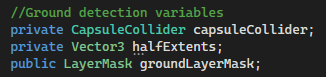 //Ground detection variables
private CapsuleCollider capsuleCollider;
private Vector3 halfExtents;
public LayerMask groundLayerMask;